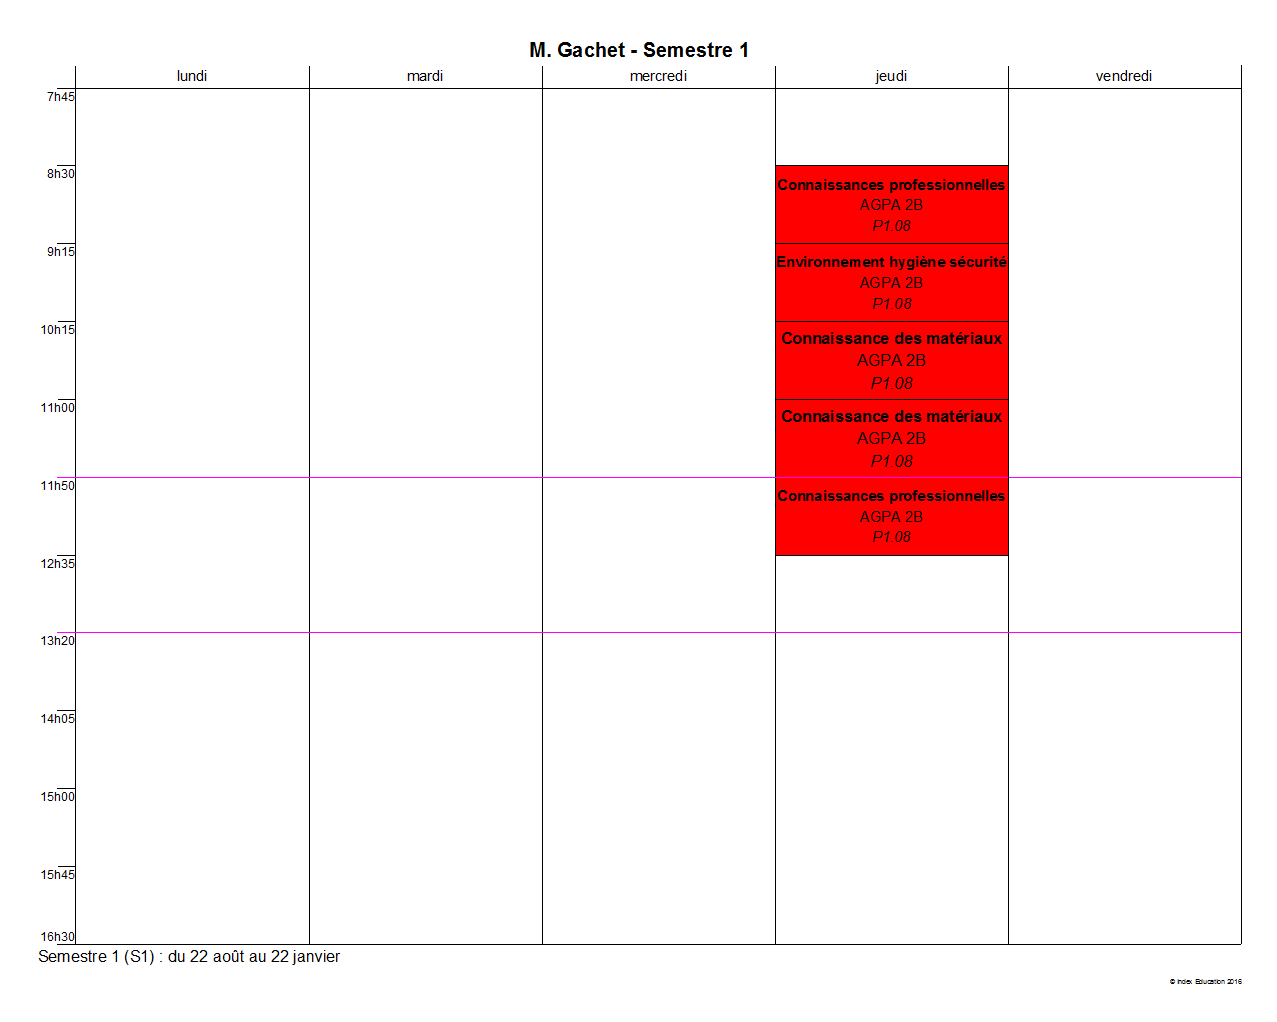 M. Gachet - Semestre 1
lundi mardi mercredi jeudi vendredi
7h45
8h30
Connaissances professionnelles
AGPA 2B
P1.08
9h15
Environnement hygiène sécurité
AGPA 2B
P1.08
10h15
Connaissance des matériaux
AGPA 2B
P1.08
11h00
Connaissance des matériaux
AGPA 2B
P1.08
11h50
Connaissances professionnelles
AGPA 2B
P1.08
12h35
13h20
14h05
15h00
15h45
16h30
Semestre 1 (S1) : du 22 août au 22 janvier
© Index Education 2016